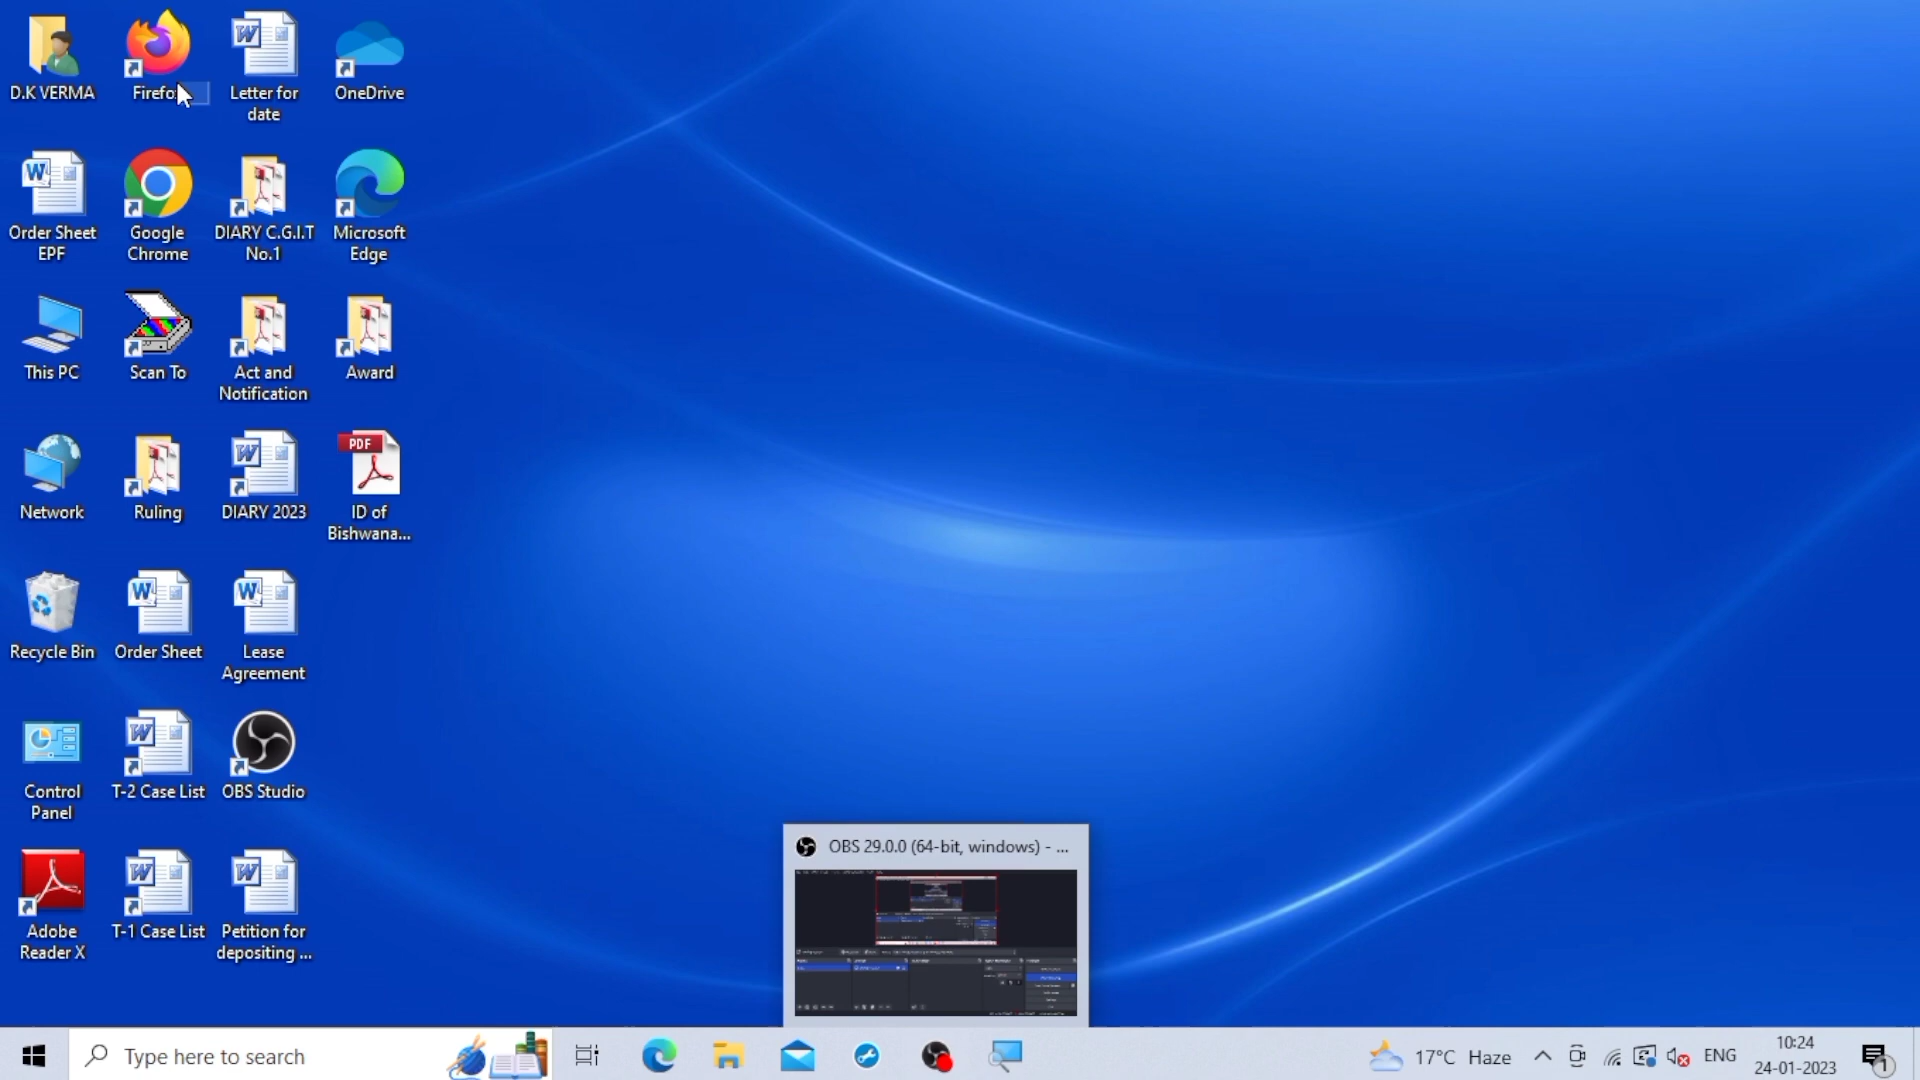 D.K VERMA
Firefo
Letter for
date
OneDrive
Order Sheet
EPF
Google
Chrome
DIARY C.G.I.T
No.1
Microsoft
Edge
This PC
Scan To
Act and
Notification
Award
Network
Ruling
DIARY 2023
PDF
ID of
Bishwana...
Recycle Bin
Order Sheet
Lease
Agreement
Control
Panel
T-2 Case List
OBS Studio
Adobe
Reader X
T-1 Case List
Petition for
depositing ...
OBS 29.0.0 (64-bit, windows) - ...
Type here to search
17°C Haze
ENG
10:24
24-01-2023
1